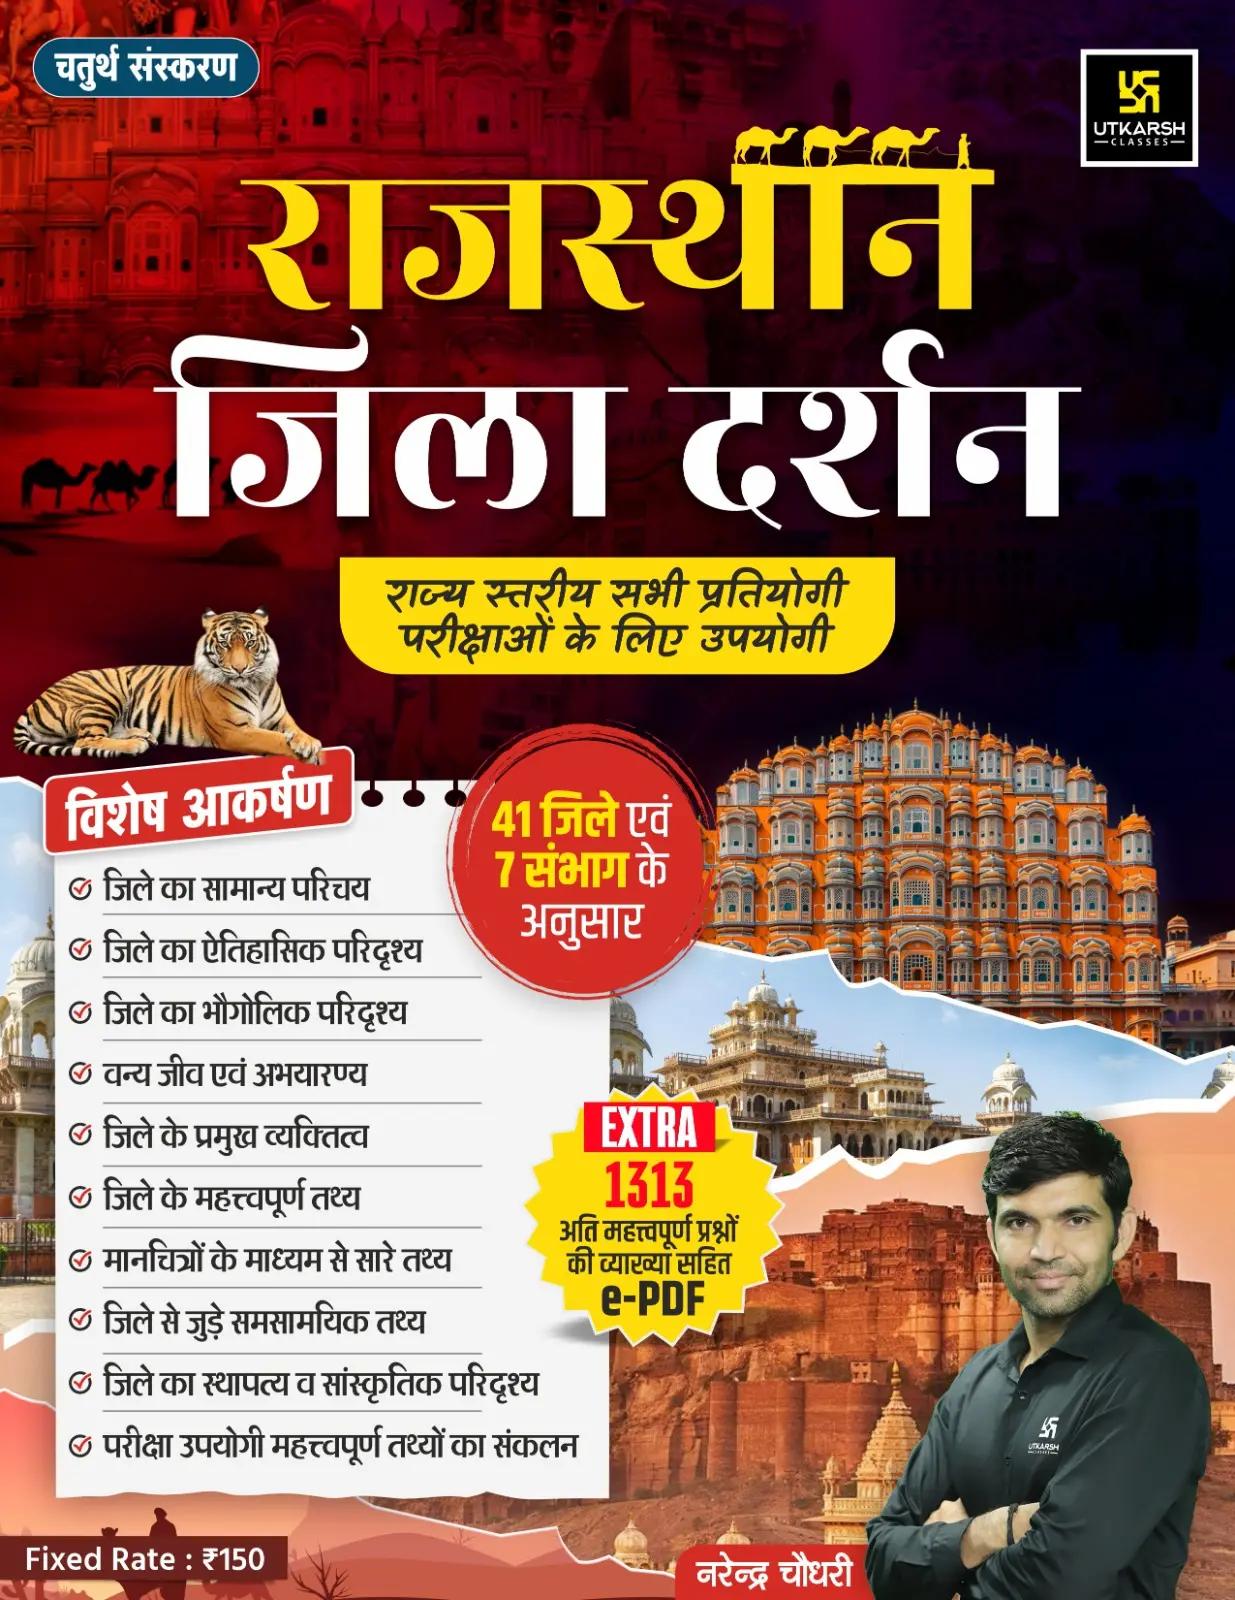 चतुर्थ संस्करण
UTKARSH
CLASSES
राजस्थान
जिला दर्शन
राज्य स्तरीय सभी प्रतियोगी
परीक्षाओं के लिए उपयोगी
विशेष आकर्षण
41 जिले एवं
7 संभाग के
अनुसार
जिले का सामान्य परिचय
जिले का ऐतिहासिक परिदृश्य
जिले का भौगोलिक परिदृश्य
वन्य जीव एवं अभयारण्य
जिले के प्रमुख व्यक्तित्व
जिले के महत्त्वपूर्ण तथ्य
मानचित्रों के माध्यम से सारे तथ्य
जिले से जुड़े समसामयिक तथ्य
जिले का स्थापत्य व सांस्कृतिक परिदृश्य
परीक्षा उपयोगी महत्त्वपूर्ण तथ्यों का संकलन
EXTRA
1313
अति महत्त्वपूर्ण प्रश्नों
की व्याख्या सहित
e-PDF
UTKARSH
CLASSES
Fixed Rate : ₹150
नरेन्द्र चौधरी